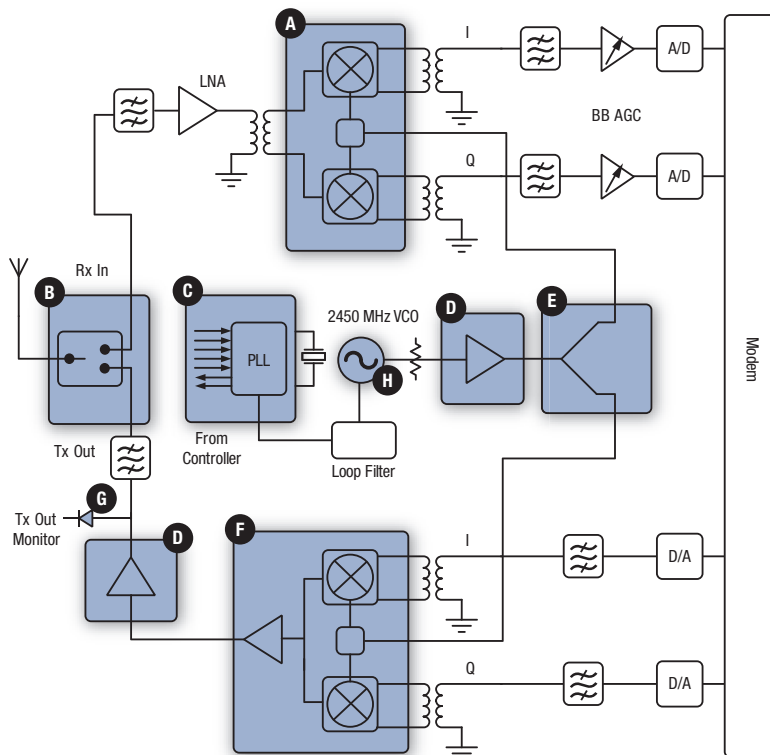 A
I
A/D
LNA
BB AGC
Q
A/D
Rx In
B
C
2450 MHz VCO
D
E
PLL
H
Modem
From
Controller
Loop Filter
Tx Out
G
Tx Out
Monitor
D
F
I
D/A
Q
D/A